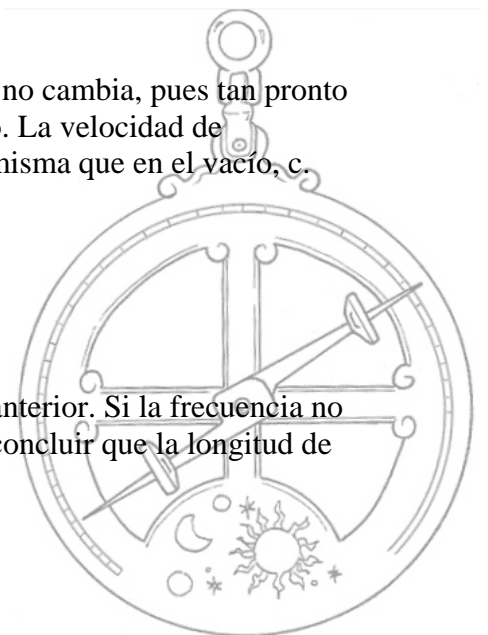 no cambia, pues tan pronto
. La velocidad de
misma que en el vacío, c.
anterior. Si la frecuencia no
concluir que la longitud de